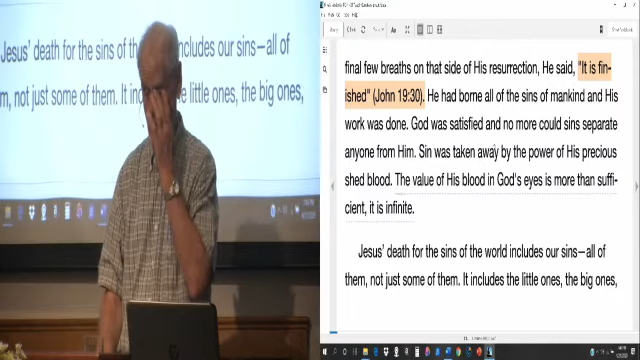 Jesus' death for the sins of th includes our sins—all of
m, not just some of them. It inc he little ones, the big ones,
final few breaths on that side of His resurrection, He said, "It is fin-
ished" (John 19:30). He had borne all of the sins of mankind and His
work was done. God was satisfied and no more could sins separate
anyone from Him. Sin was taken away by the power of His precious
shed blood. The value of His blood in God's eyes is more than suffi-
cient, it is infinite.
Jesus' death for the sins of the world includes our sins—all of
them, not just some of them. It includes the little ones, the big ones,